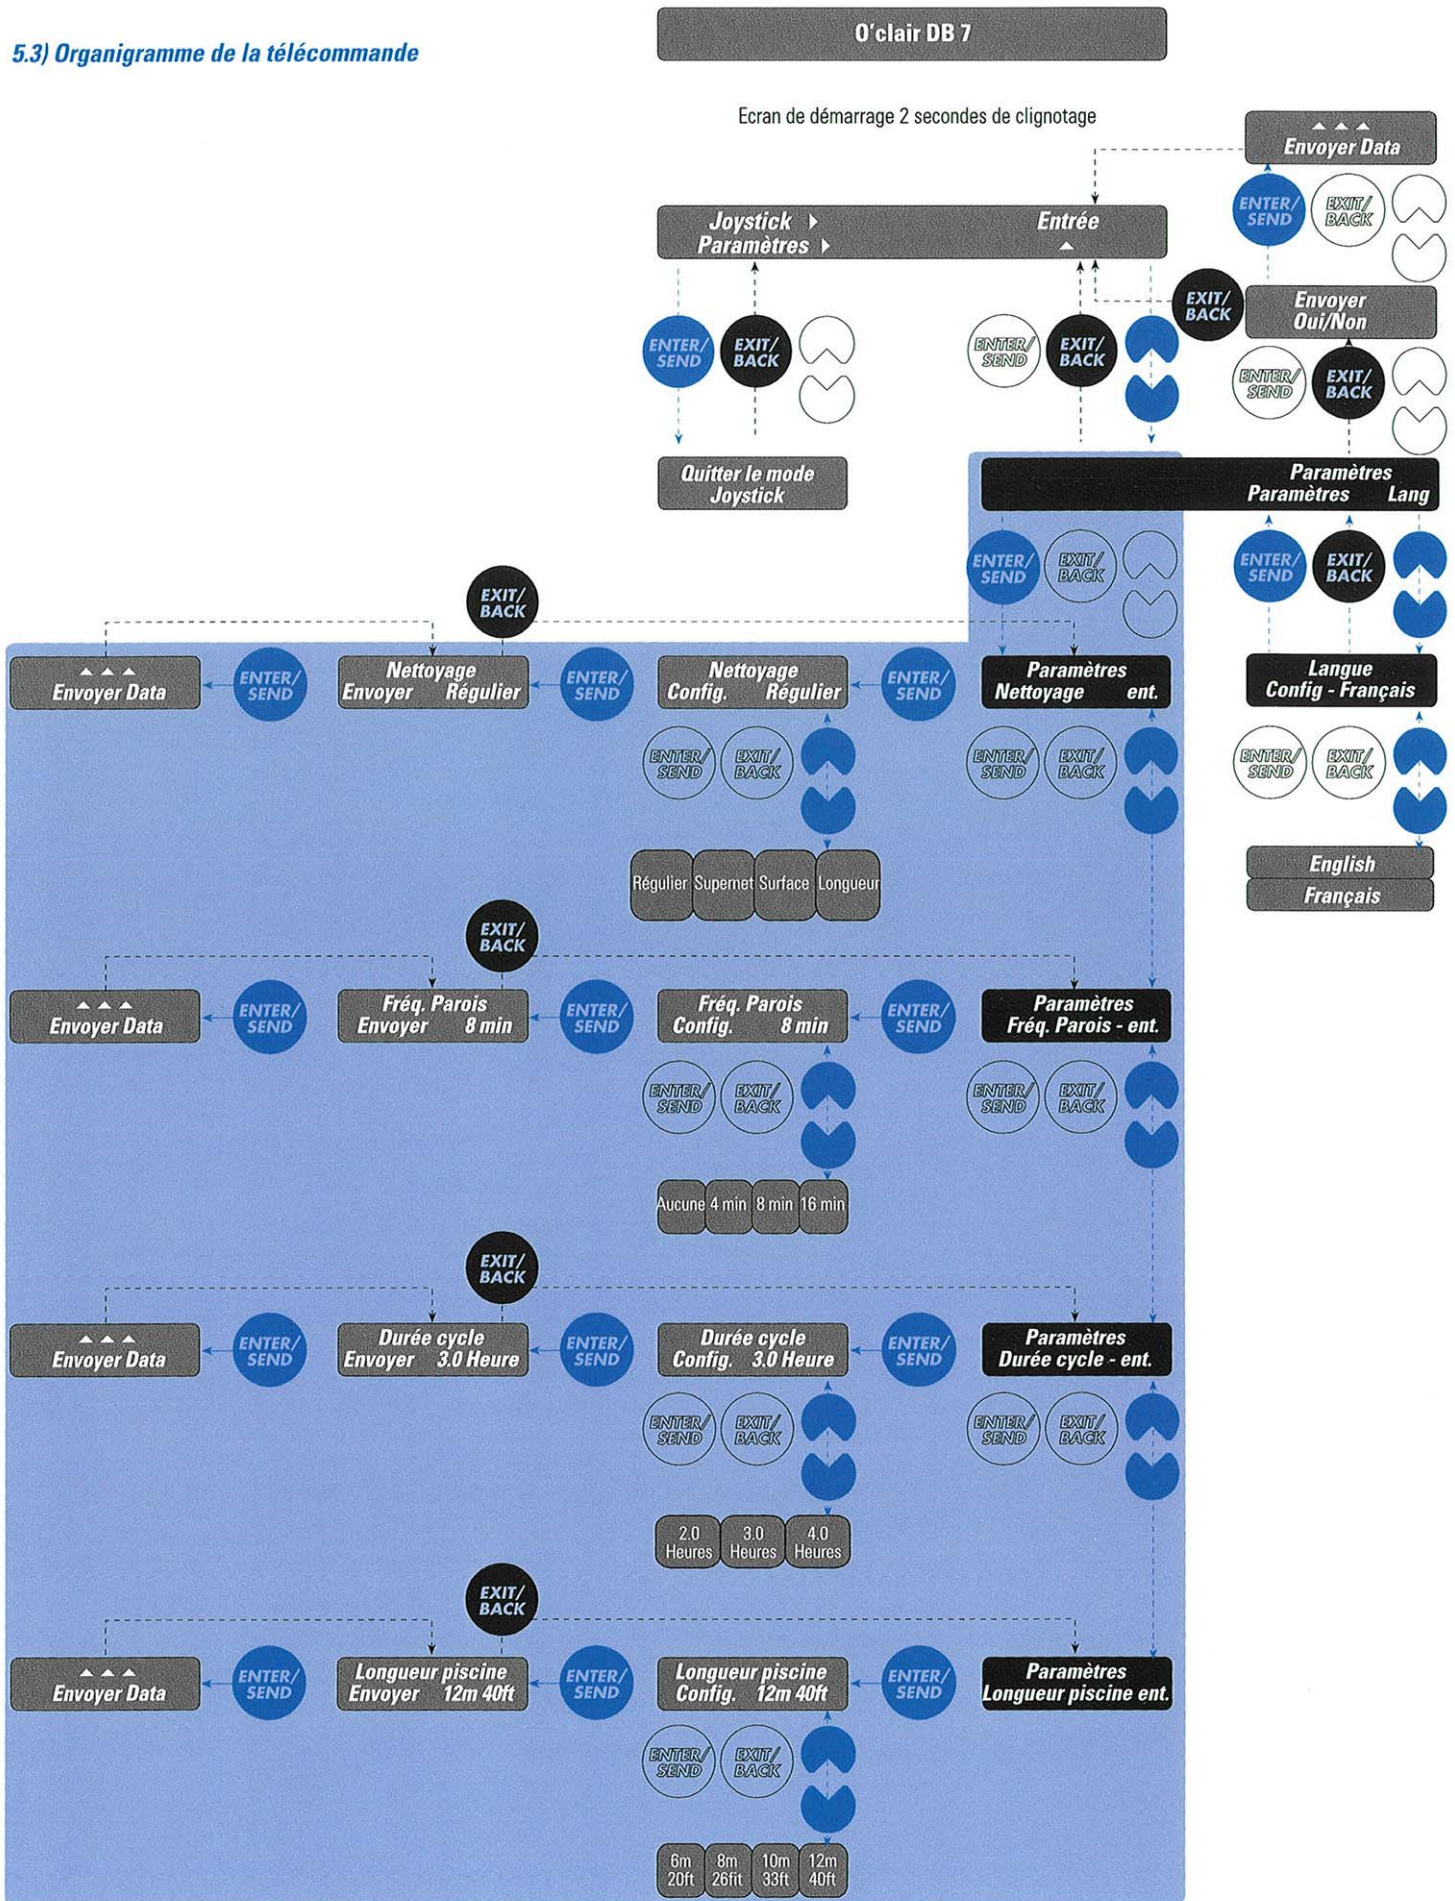 5.3) Organigramme de la télécommande
O'clair DB 7
Ecran de démarrage 2 secondes de clignotage
Envoyer Data
ENTER/
SEND
EXIT/
BACK
Joystick
Entrée
Paramètres
EXIT/
BACK
Envoyer
Oui/Non
ENTER/
SEND
EXIT/
BACK
ENTER/
SEND
EXIT/
BACK
ENTER/
SEND
EXIT/
BACK
Quitter le mode
Joystick
Paramètres
Paramètres Lang
ENTER/
SEND
EXIT/
BACK
ENTER/
SEND
EXIT/
BACK
EXIT/
BACK
Envoyer Data
ENTER/
SEND
Nettoyage
Envoyer Régulier
ENTER/
SEND
Nettoyage
Config. Régulier
ENTER/
SEND
Paramètres
Nettoyage ent.
Langue
Config - Français
ENTER/
SEND
EXIT/
BACK
ENTER/
SEND
EXIT/
BACK
ENTER/
SEND
EXIT/
BACK
Régulier Supernet Surface Longueur
English
Français
EXIT/
BACK
Envoyer Data
ENTER/
SEND
Fréq. Parois
Envoyer 8 min
ENTER/
SEND
Fréq. Parois
Config. 8 min
ENTER/
SEND
Paramètres
Fréq. Parois - ent.
ENTER/
SEND
EXIT/
BACK
ENTER/
SEND
EXIT/
BACK
Aucune 4 min 8 min 16 min
EXIT/
BACK
Envoyer Data
ENTER/
SEND
Durée cycle
Envoyer 3.0 Heure
ENTER/
SEND
Durée cycle
Config. 3.0 Heure
ENTER/
SEND
Paramètres
Durée cycle - ent.
ENTER/
SEND
EXIT/
BACK
ENTER/
SEND
EXIT/
BACK
2.0
Heures
3.0
Heures
4.0
Heures
EXIT/
BACK
Envoyer Data
ENTER/
SEND
Longueur piscine
Envoyer 12m 40ft
ENTER/
SEND
Longueur piscine
Config. 12m 40ft
ENTER/
SEND
Paramètres
Longueur piscine ent.
ENTER/
SEND
EXIT/
BACK
6m
20ft
8m
26fit
10m
33ft
12m
40ft